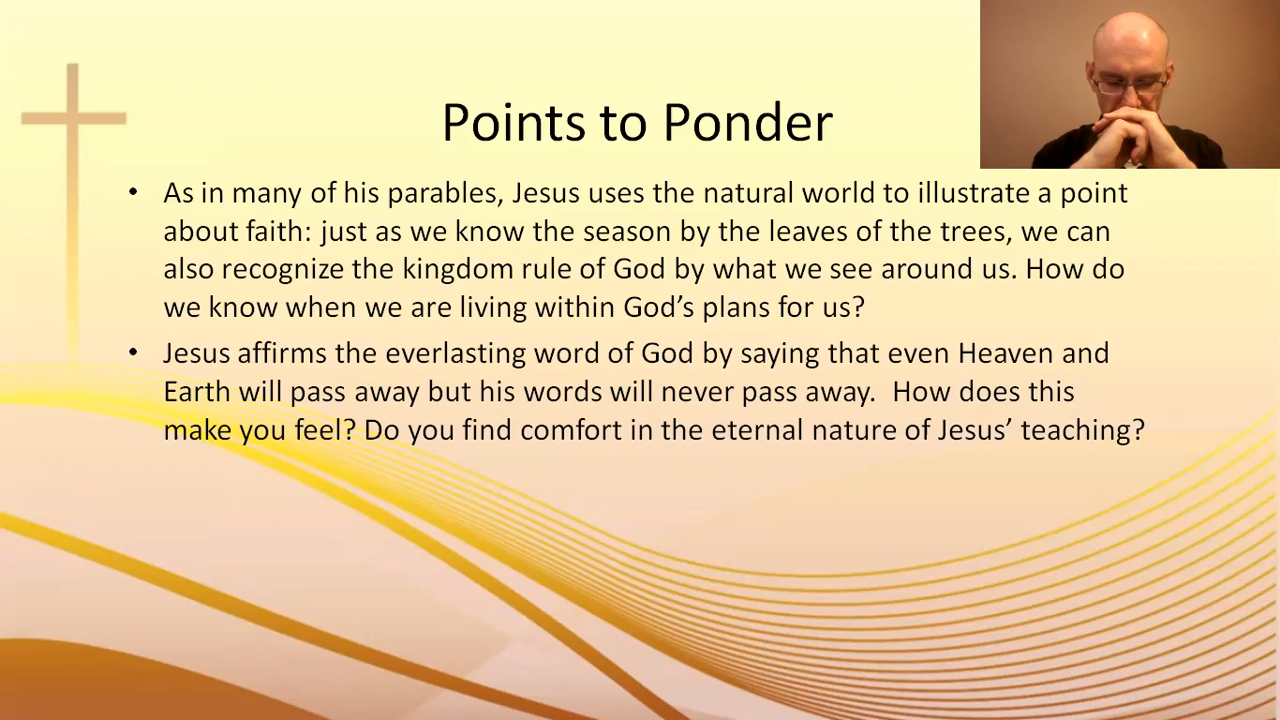 Points to Ponder
• As in many of his parables, Jesus uses the natural world to illustrate a point
about faith: just as we know the season by the leaves of the trees, we can
also recognize the kingdom rule of God by what we see around us. How do
we know when we are living within God’s plans for us?
• Jesus affirms the everlasting word of God by saying that even Heaven and
Earth will pass away but his words will never pass away.  How does this
make you feel? Do you find comfort in the eternal nature of Jesus’ teaching?